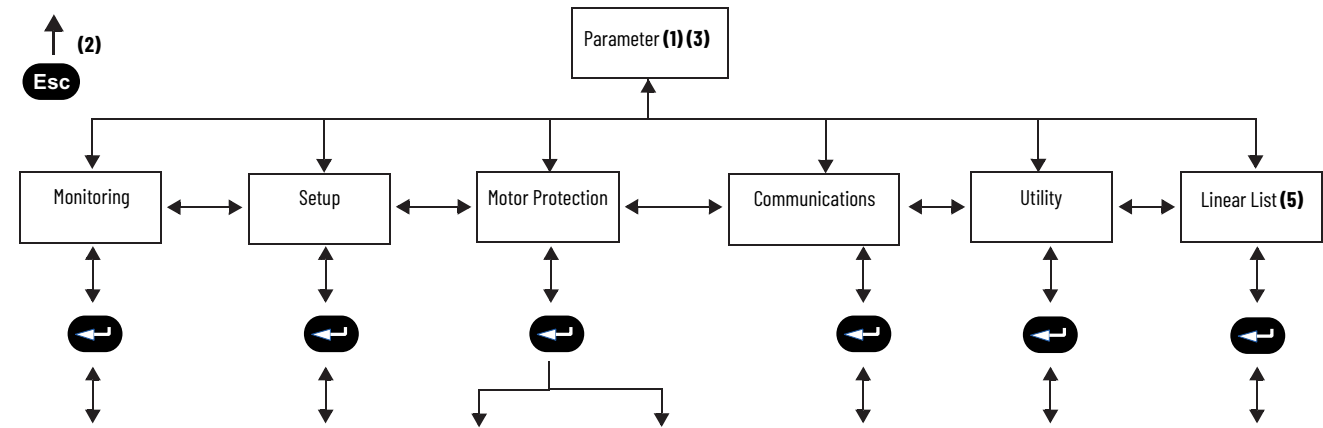 Parameter (1) (3)
(2)
Esc
Monitoring
Setup
Motor Protection
Communications
Utility
Linear List (5)